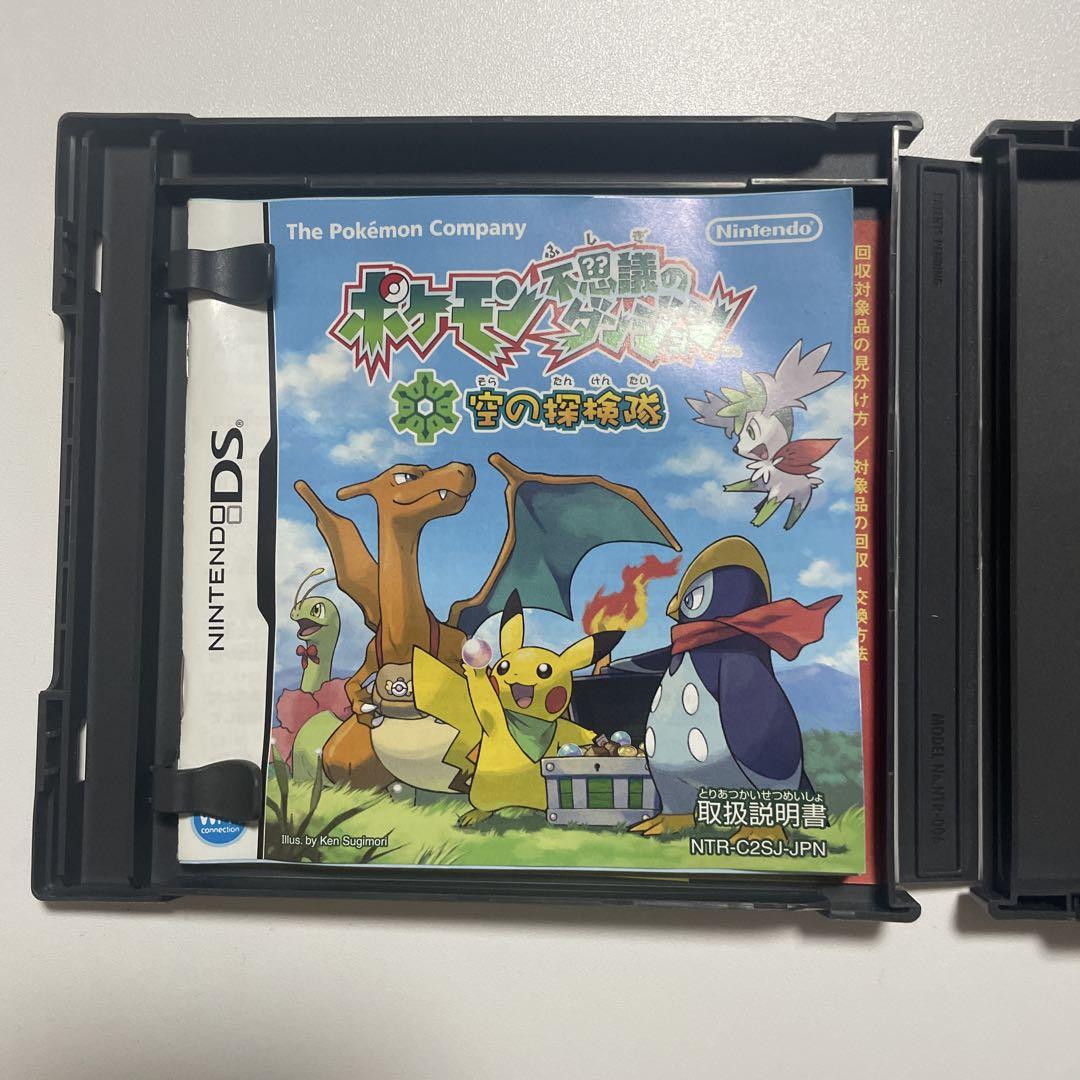 The Pokémon Company
Nintendo
ふしぎ
ポケモン不思議の
ダンジョン
そら たんけんたい
空の探検隊
NINTENDO DS
Illus. by Ken Sugimori
とりあつかいせつめいしょ
取扱説明書
NTR-C2SJ-JPN
connection
回収対象品の見分け方／対象品の回収・交換方法
PATENTS PENDING
MODEL No.NTR-006